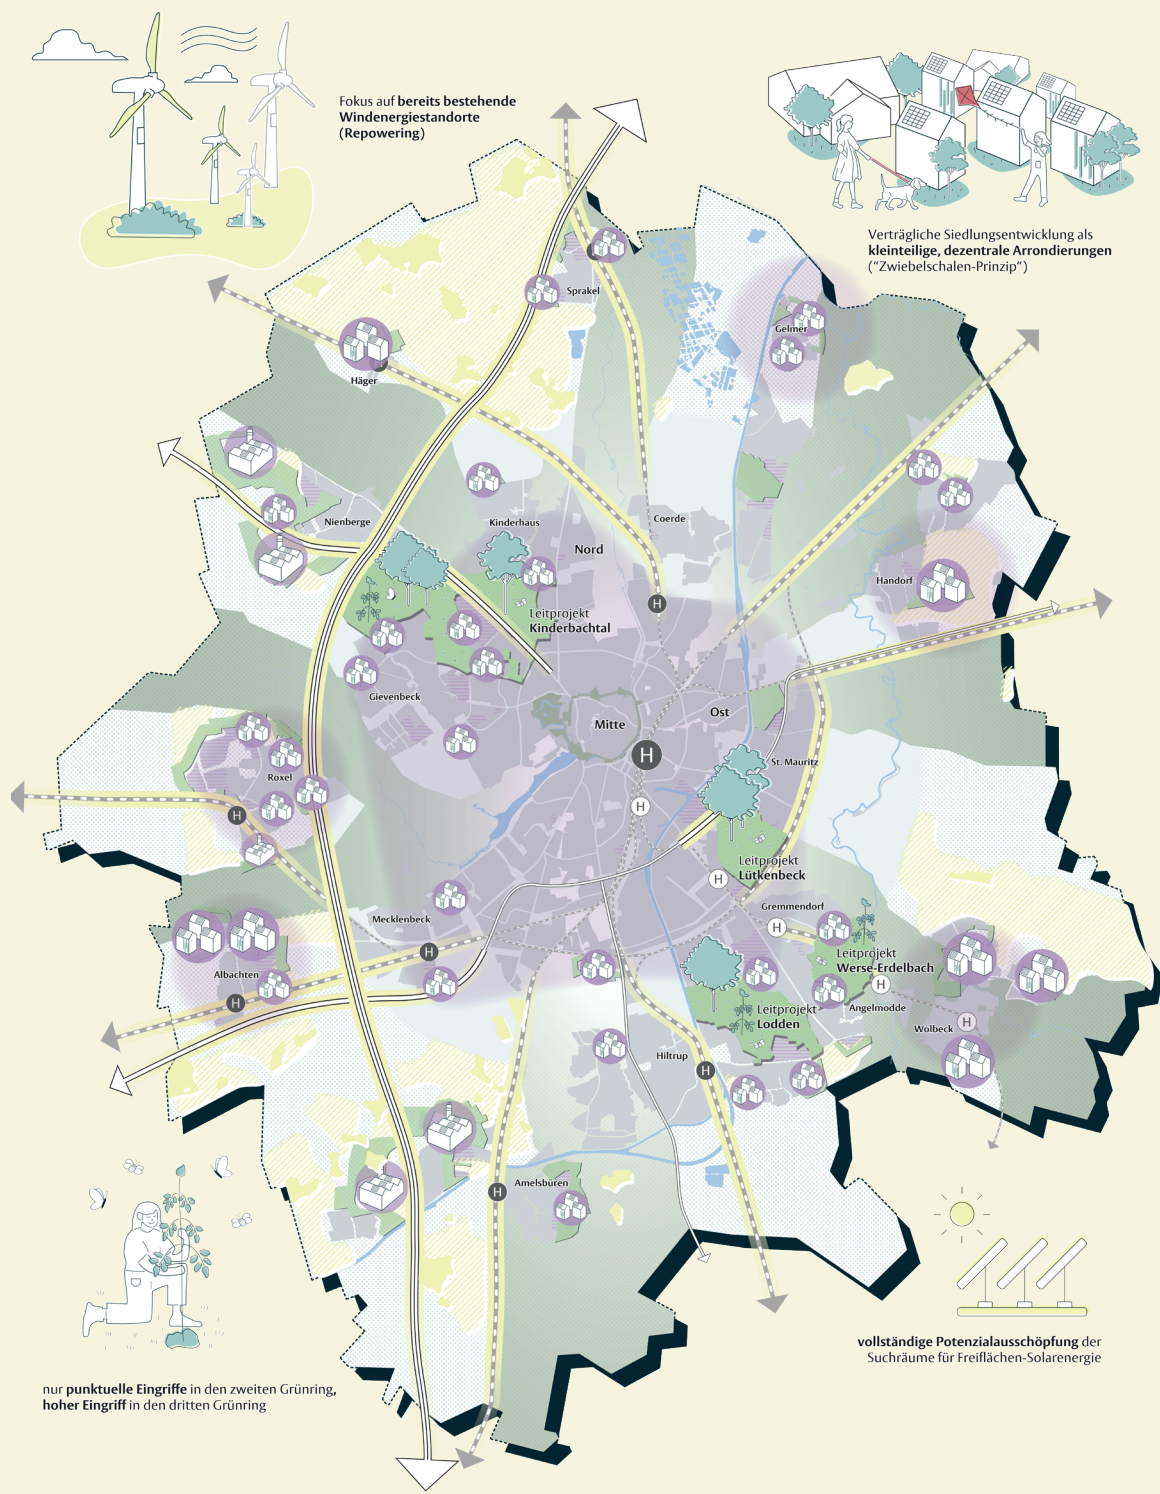 Fokus auf bereits bestehende
Windenergiestandorte
(Repowering)
Verträgliche Siedlungsentwicklung als
kleinteilige, dezentrale Arrondierungen
(“Zwiebelschalen-Prinzip“)
Sprakel
Gelmer
Häger
Nienberge
Kinderhaus
Coerde
Nord
Handorf
H
Leitprojekt
Kinderbachtal
Gievenbeck
Mitte
Ost
H
St. Mauritz
Roxel
H
H
Leitprojekt
Lütkenbeck
H
Mecklenbeck
Gremmendorf
H
H
Leitprojekt
Werse-Erdelbach
Albachten
H
H
Angelmodde
Leitprojekt
Lodden
Wolbeck
H
Hiltrup
H
Amelsbüren
H
vollständige Potenzialausschöpfung der
Suchräume für Freiflächen-Solarenergie
nur punktuelle Eingriffe in den zweiten Grünring,
hoher Eingriff in den dritten Grünring